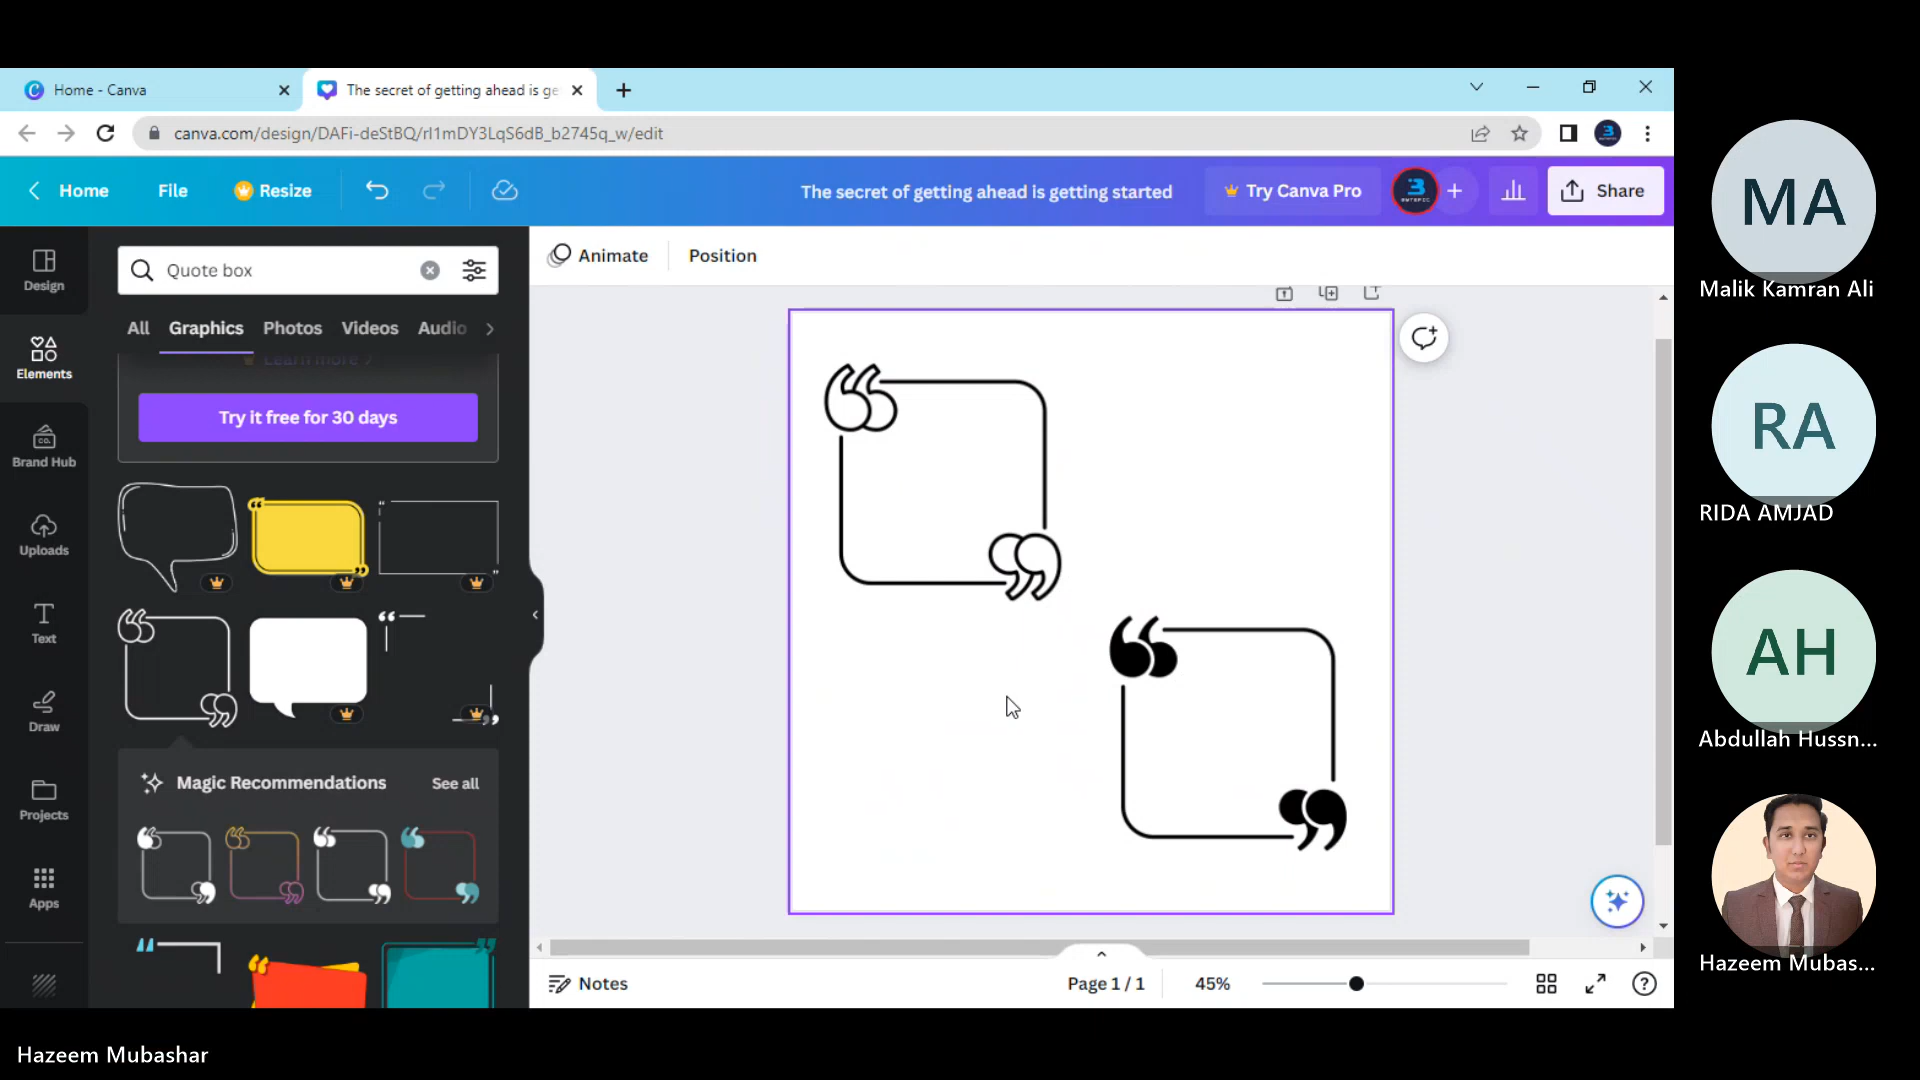 Home - Canva
The secret of getting ahead is ge
canva.com/design/DAFi-deStBQ/rI1mDY3LqS6dB_b2745q_w/edit
Home
File
Resize
The secret of getting ahead is getting started
Try Canva Pro
Share
Design
Elements
Brand Hub
Uploads
Text
Draw
Projects
Apps
Quote box
All
Graphics
Photos
Videos
Audio
Learn more
Try it free for 30 days
Magic Recommendations
See all
Animate
Position
Notes
Page 1 / 1
45%
MA
Malik Kamran Ali
RA
RIDA AMJAD
AH
Abdullah Hussn...
Hazeem Mubas...
Hazeem Mubashar